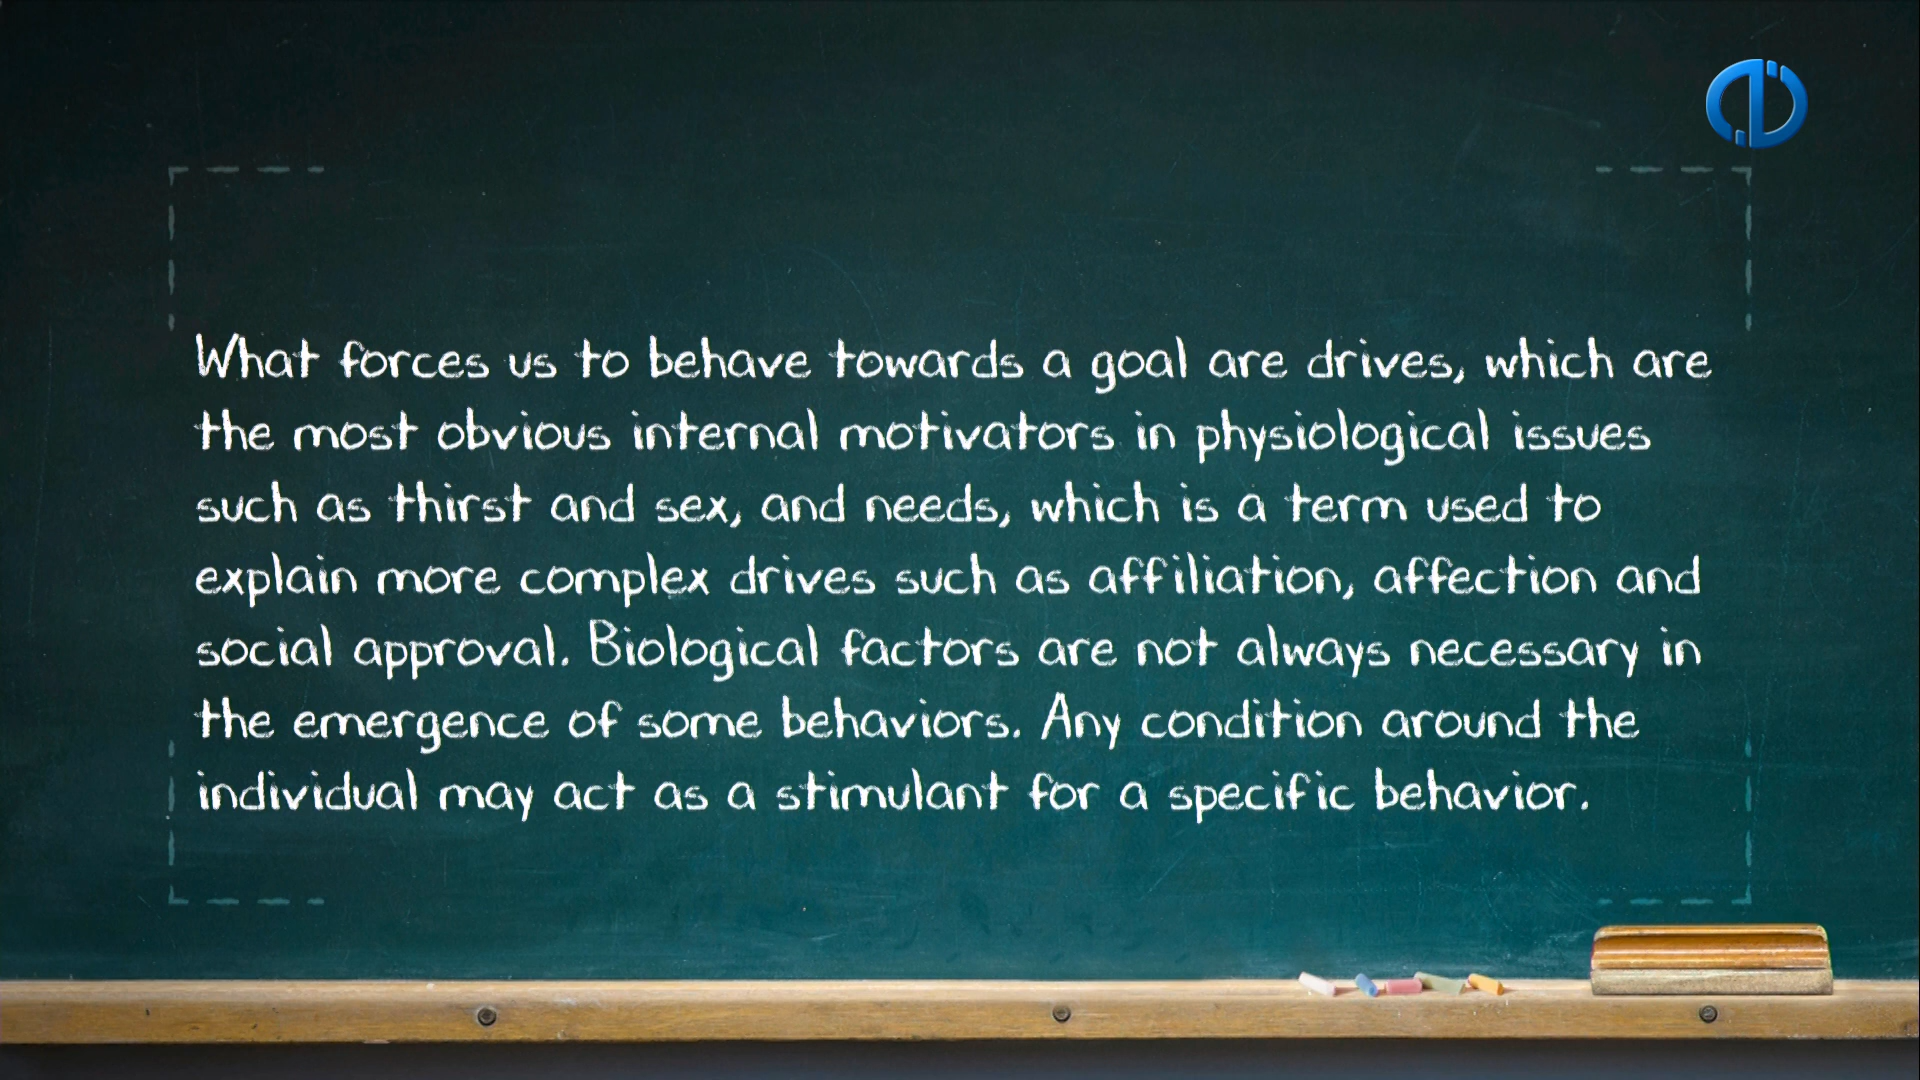 What forces us to behave towards a goal are drives, which are
the most obvious internal motivators in physiological issues
such as thirst and sex, and needs, which is a term used to
explain more complex drives such as affiliation, affection and
social approval. Biological factors are not always necessary in
the emergence of some behaviors. Any condition around the
individual may act as a stimulant for a specific behavior.